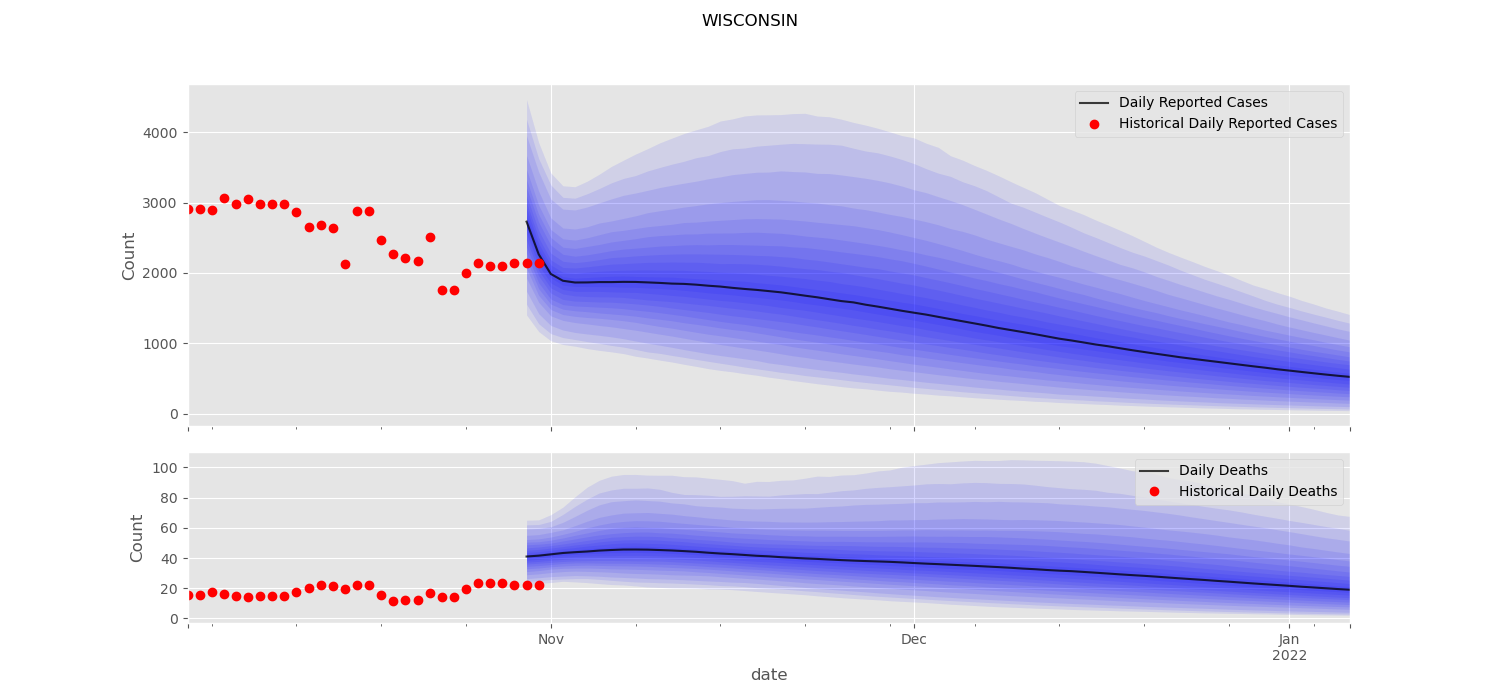 WISCONSIN
Daily Reported Cases
Historical Daily Reported Cases
Count
4000
3000
2000
1000
0
Daily Deaths
Historical Daily Deaths
Count
100
80
60
40
20
0
Nov
Dec
Jan
2022
date